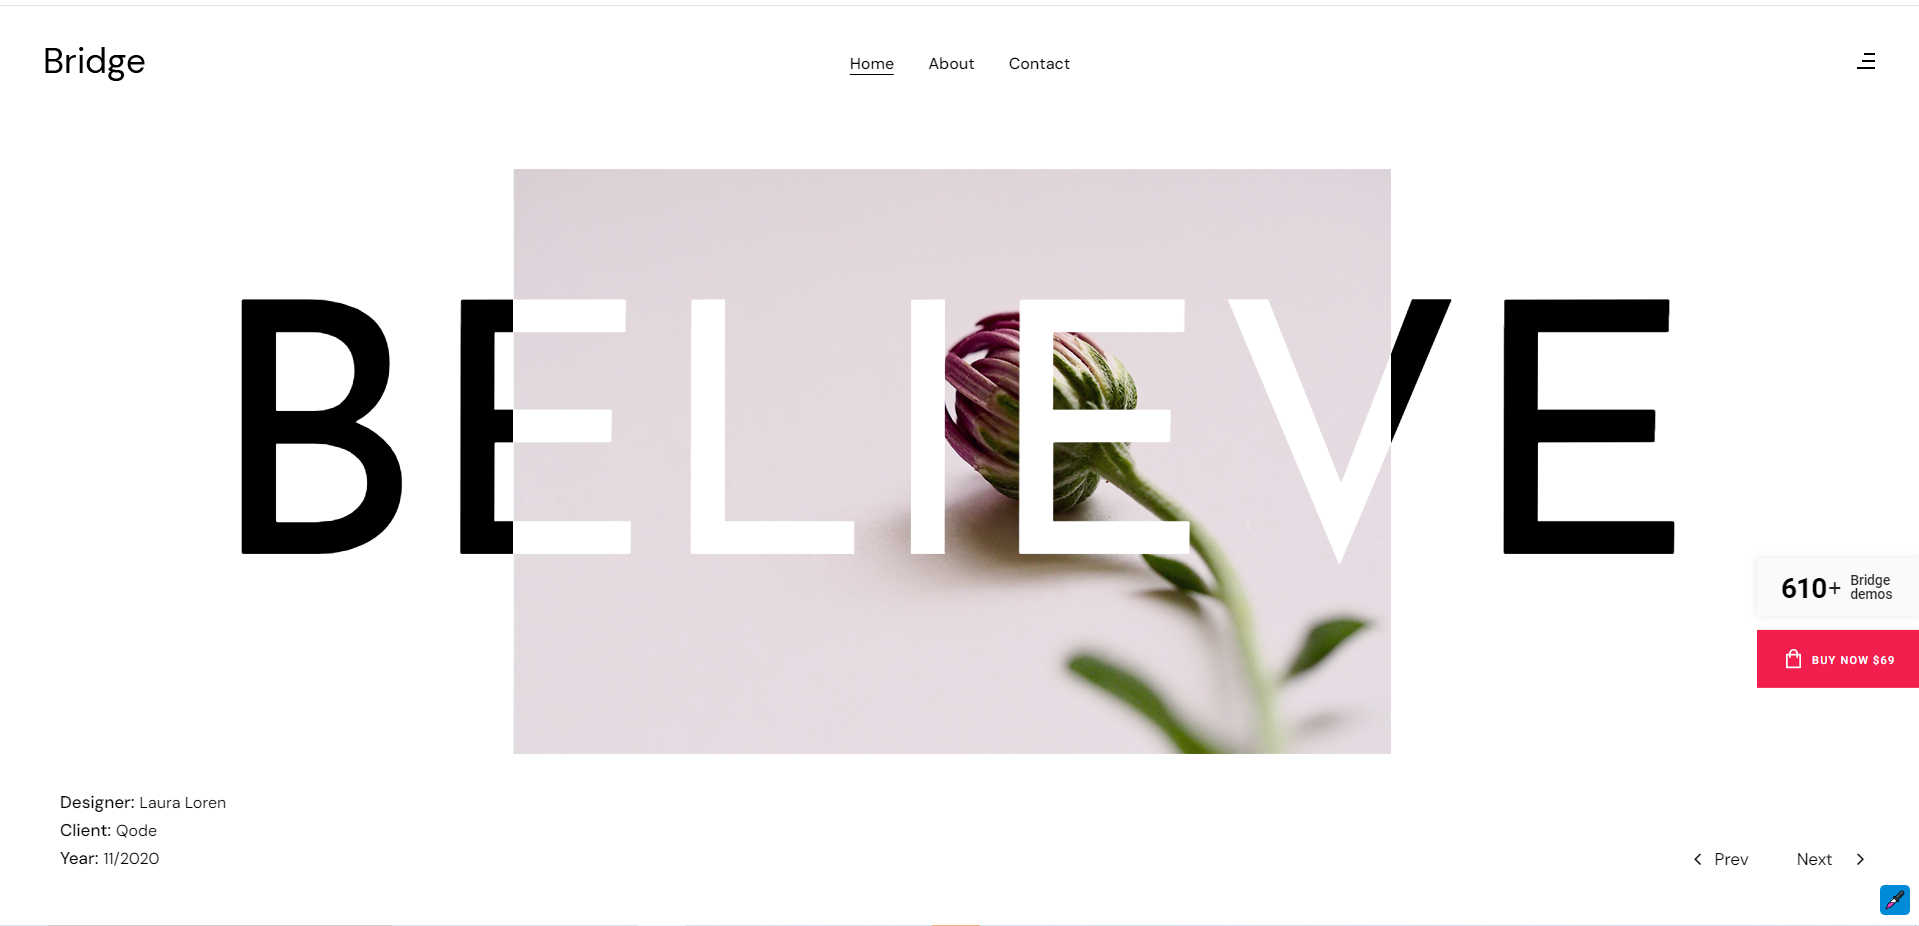 Bridge
Home About Contact
BELIEVE
610+ Bridge demos
BUY NOW $69
Designer: Laura Loren
Client: Qode
Year: 11/2020
Prev Next